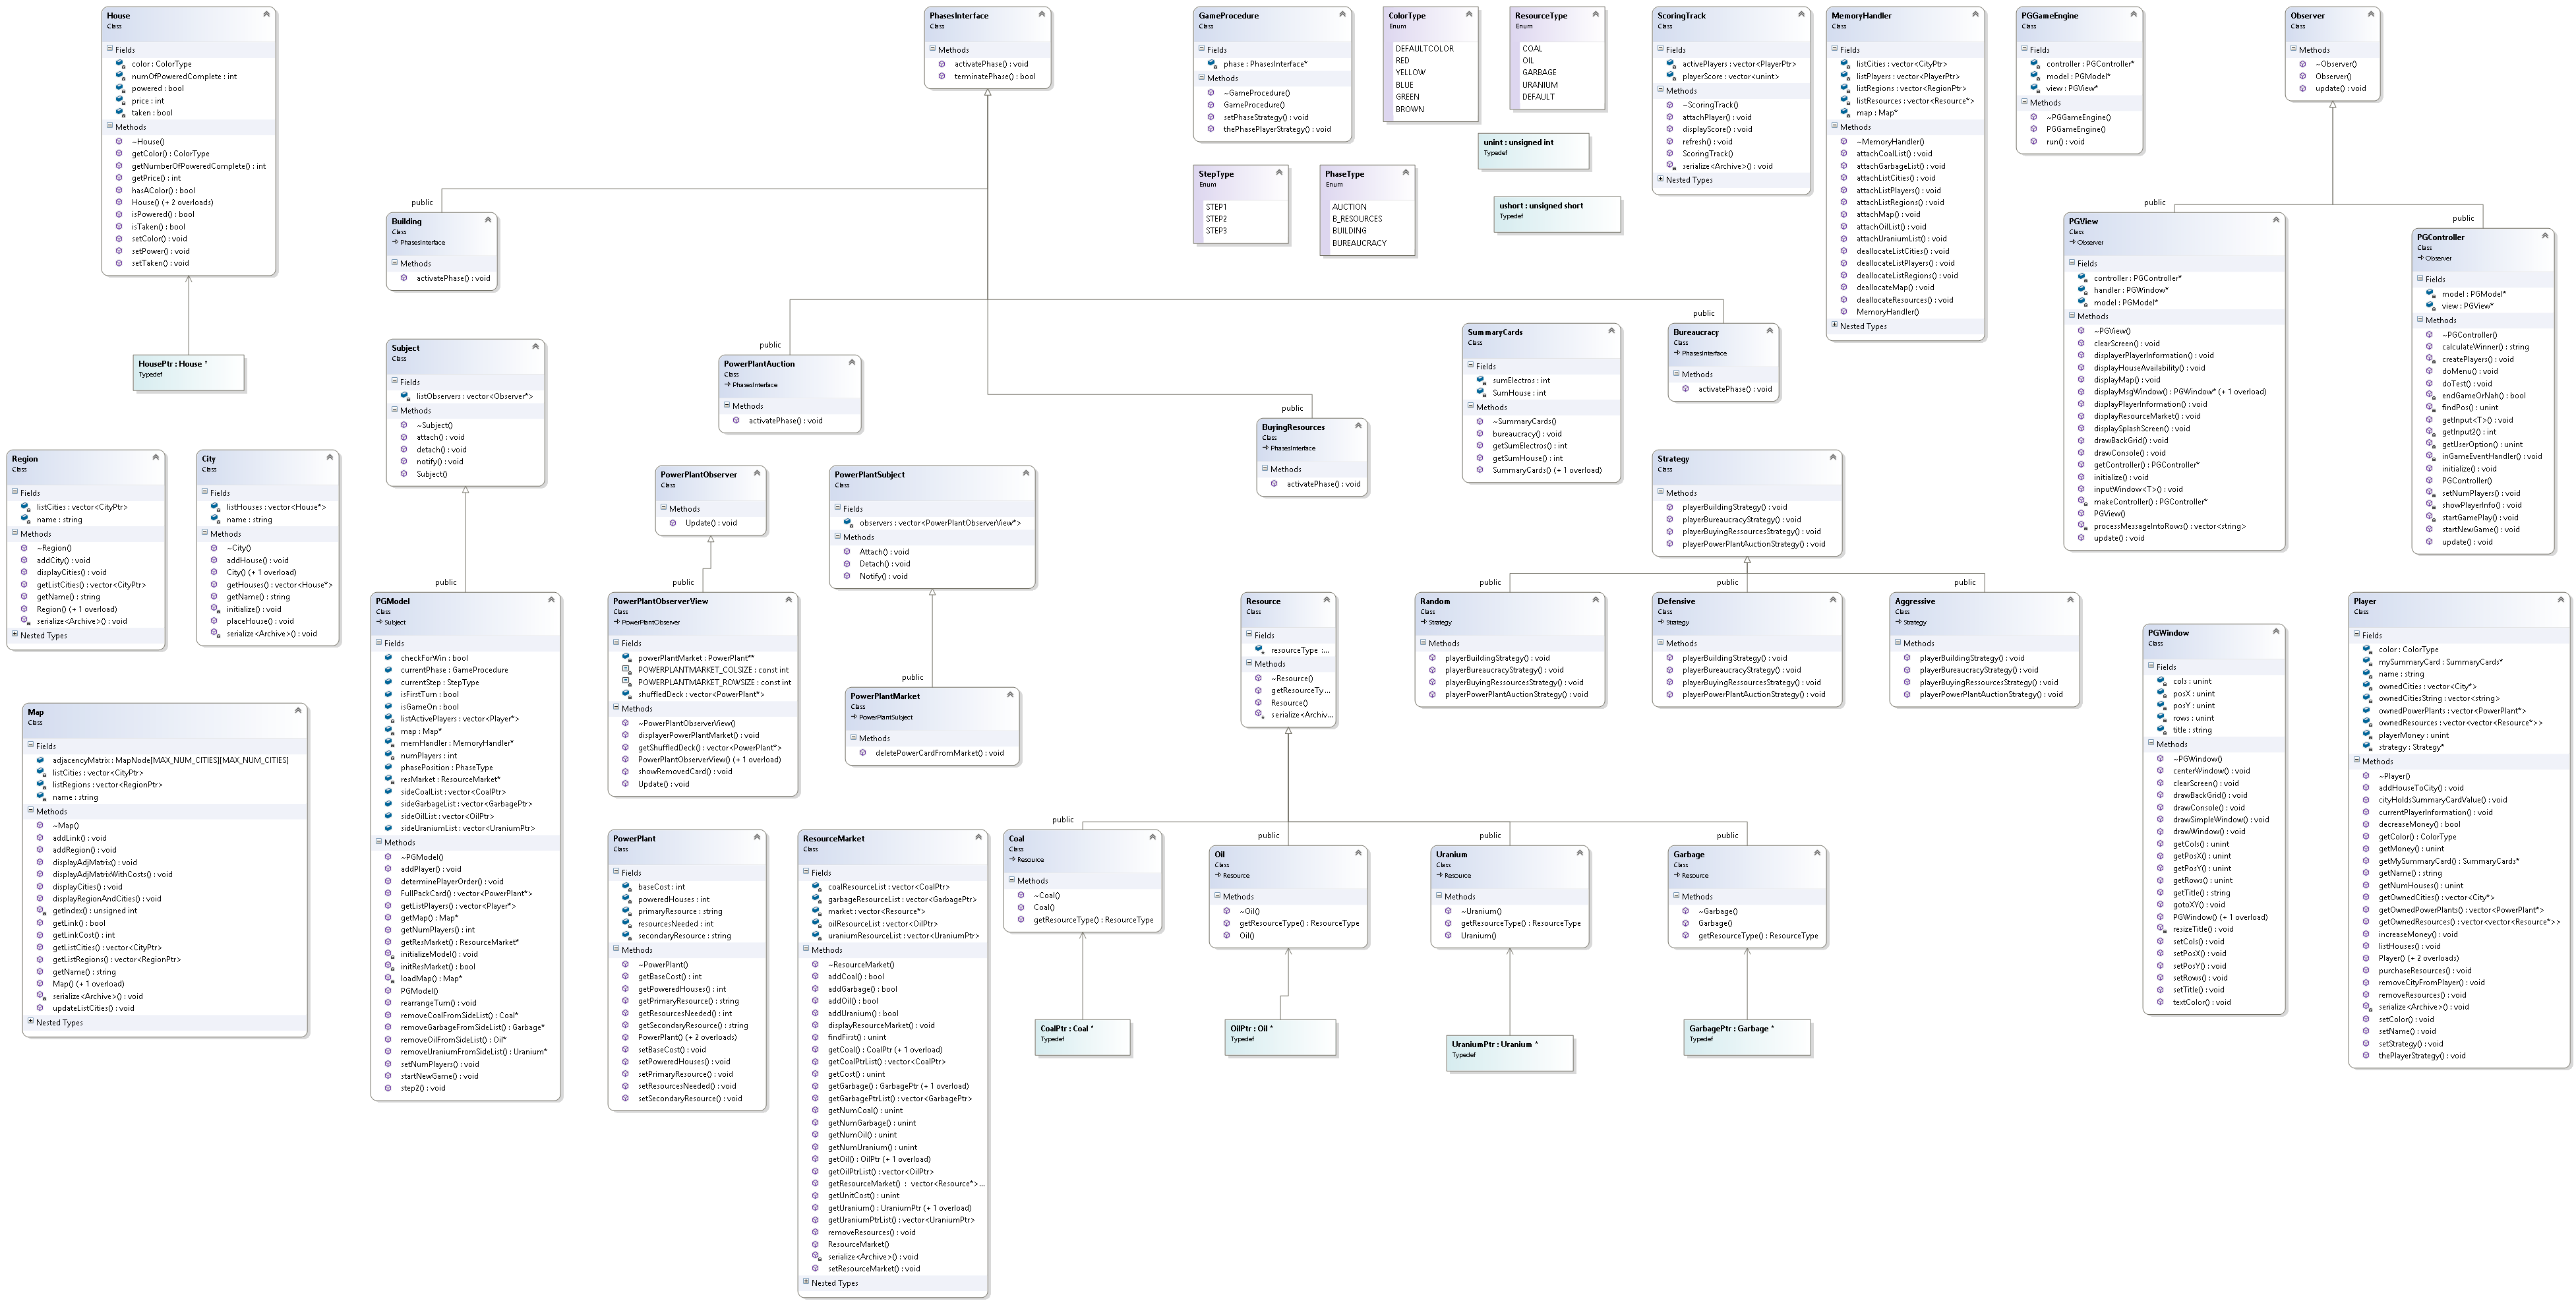 House
Class
Fields
color : ColorType
numOfPoweredComplete : int
powered : bool
price : int
taken : bool
Methods
~House()
getColor() : ColorType
getNumberOfPoweredComplete() : int
getPrice() : int
hasAColor() : bool
House() (+ 2 overloads)
isPowered() : bool
isTaken() : bool
setColor() : void
setPower() : void
setTaken() : void
HousePtr : House *
Typedef
PhasesInterface
Class
Methods
activatePhase() : void
terminatePhase() : bool
GameProcedure
Class
Fields
phase : PhasesInterface*
Methods
~GameProcedure()
GameProcedure()
setPhaseStrategy() : void
thePhasePlayerStrategy() : void
ColorType
Enum
DEFAULTCOLOR
RED
YELLOW
BLUE
GREEN
BROWN
ResourceType
Enum
COAL
OIL
GARBAGE
URANIUM
DEFAULT
unint : unsigned int
Typedef
StepType
Enum
STEP1
STEP2
STEP3
PhaseType
Enum
AUCTION
B_RESOURCES
BUILDING
BUREAUCRACY
ushort : unsigned short
Typedef
ScoringTrack
Class
Fields
activePlayers : vector<PlayerPtr>
playerScore : vector<unint>
Methods
~ScoringTrack()
attachPlayer() : void
displayScore() : void
refresh() : void
ScoringTrack()
serialize<Archive>() : void
Nested Types
MemoryHandler
Class
Fields
listCities : vector<CityPtr>
listPlayers : vector<PlayerPtr>
listRegions : vector<RegionPtr>
listResources : vector<Resource*>
map : Map*
Methods
~MemoryHandler()
attachCoalList() : void
attachGarbageList() : void
attachListCities() : void
attachListPlayers() : void
attachListRegions() : void
attachMap() : void
attachOilList() : void
attachUraniumList() : void
deallocateListCities() : void
deallocateListPlayers() : void
deallocateListRegions() : void
deallocateMap() : void
deallocateResources() : void
MemoryHandler()
Nested Types
PGGameEngine
Class
Fields
controller : PGController*
model : PGModel*
view : PGView*
Methods
~PGGameEngine()
PGGameEngine()
run() : void
Observer
Class
Methods
~Observer()
Observer()
update() : void
public
public
PGView
Class
Observer
Fields
controller : PGController*
handler : PGWindow*
model : PGModel*
Methods
~PGView()
clearScreen() : void
displayerPlayerInformation() : void
displayHouseAvailability() : void
displayMap() : void
displayMsgWindow() : PGWindow* (+ 1 overload)
displayPlayerInformation() : void
displayResourceMarket() : void
displaySplashScreen() : void
drawBackGrid() : void
drawConsole() : void
getController() : PGController*
initialize() : void
inputWindow<T>() : void
makeController() : PGController*
PGView()
processMessageIntoRows() : vector<string>
update() : void
PGController
Class
Observer
Fields
model : PGModel*
view : PGView*
Methods
~PGController()
calculateWinner() : string
createPlayers() : void
doMenu() : void
doTest() : void
endGameOrNah() : bool
findPos() : unint
getInput<T>() : void
getInput2() : int
getUserOption() : unint
inGameEventHandler() : void
initialize() : void
PGController()
setNumPlayers() : void
showPlayerInfo() : void
startGamePlay() : void
startNewGame() : void
update() : void
public
Building
Class
PhasesInterface
Methods
activatePhase() : void
Subject
Class
Fields
listObservers : vector<Observer*>
Methods
~Subject()
attach() : void
detach() : void
notify() : void
Subject()
public
PowerPlantAuction
Class
PhasesInterface
Methods
activatePhase() : void
public
BuyingResources
Class
PhasesInterface
Methods
activatePhase() : void
SummaryCards
Class
Fields
sumElectros : int
SumHouse : int
Methods
~SummaryCards()
bureaucracy() : void
getSumElectros() : int
getSumHouse() : int
SummaryCards() (+ 1 overload)
public
Bureaucracy
Class
PhasesInterface
Methods
activatePhase() : void
Strategy
Class
Methods
playerBuildingStrategy() : void
playerBureaucracyStrategy() : void
playerBuyingRessourcesStrategy() : void
playerPowerPlantAuctionStrategy() : void
Region
Class
Fields
listCities : vector<CityPtr>
name : string
Methods
~Region()
addCity() : void
displayCities() : void
getListCities() : vector<CityPtr>
getName() : string
Region() (+ 1 overload)
serialize<Archive>() : void
Nested Types
City
Class
Fields
listHouses : vector<House*>
name : string
Methods
~City()
addHouse() : void
City() (+ 1 overload)
getHouses() : vector<House*>
getName() : string
initialize() : void
placeHouse() : void
serialize<Archive>() : void
PowerPlantObserver
Class
Methods
Update() : void
PowerPlantSubject
Class
Fields
observers : vector<PowerPlantObserverView*>
Methods
Attach() : void
Detach() : void
Notify() : void
public
PGModel
Class
Subject
Fields
checkForWin : bool
currentPhase : GameProcedure
currentStep : StepType
isFirstTurn : bool
isGameOn : bool
listActivePlayers : vector<Player*>
map : Map*
memHandler : MemoryHandler*
numPlayers : int
phasePosition : PhaseType
resMarket : ResourceMarket*
sideCoalList : vector<CoalPtr>
sideGarbageList : vector<GarbagePtr>
sideOilList : vector<OilPtr>
sideUraniumList : vector<UraniumPtr>
Methods
~PGModel()
addPlayer() : void
determinePlayerOrder() : void
FullPackCard() : vector<PowerPlant*>
getListPlayers() : vector<Player*>
getMap() : Map*
getNumPlayers() : int
getResMarket() : ResourceMarket*
initializeModel() : void
initResMarket() : bool
loadMap() : Map*
PGModel()
rearrangeTurn() : void
removeCoalFromSideList() : Coal*
removeGarbageFromSideList() : Garbage*
removeOilFromSideList() : Oil*
removeUraniumFromSideList() : Uranium*
setNumPlayers() : void
startNewGame() : void
step2() : void
public
PowerPlantObserverView
Class
PowerPlantObserver
Fields
powerPlantMarket : PowerPlant**
POWERPLANTMARKET_COLSIZE : const int
POWERPLANTMARKET_ROWSIZE : const int
shuffledDeck : vector<PowerPlant*>
Methods
~PowerPlantObserverView()
displayerPowerPlantMarket() : void
getShuffledDeck() : vector<PowerPlant*>
PowerPlantObserverView() (+ 1 overload)
showRemovedCard() : void
Update() : void
public
PowerPlantMarket
Class
PowerPlantSubject
Methods
deletePowerCardFromMarket() : void
Resource
Class
Fields
resourceType :...
Methods
~Resource()
getResourceTy...
Resource()
serialize<Archiv...
public
Random
Class
Strategy
Methods
playerBuildingStrategy() : void
playerBureaucracyStrategy() : void
playerBuyingRessourcesStrategy() : void
playerPowerPlantAuctionStrategy() : void
public
Defensive
Class
Strategy
Methods
playerBuildingStrategy() : void
playerBureaucracyStrategy() : void
playerBuyingRessourcesStrategy() : void
playerPowerPlantAuctionStrategy() : void
public
Aggressive
Class
Strategy
Methods
playerBuildingStrategy() : void
playerBureaucracyStrategy() : void
playerBuyingRessourcesStrategy() : void
playerPowerPlantAuctionStrategy() : void
PGWindow
Class
Fields
cols : unint
posX : unint
posY : unint
rows : unint
title : string
Methods
~PGWindow()
centerWindow() : void
clearScreen() : void
drawBackGrid() : void
drawConsole() : void
drawSimpleWindow() : void
drawWindow() : void
getCols() : unint
getPosX() : unint
getPosY() : unint
getRows() : unint
getTitle() : string
gotoXY() : void
PGWindow() (+ 1 overload)
resizeTitle() : void
setCols() : void
setPosX() : void
setPosY() : void
setRows() : void
setTitle() : void
textColor() : void
Player
Class
Fields
color : ColorType
mySummaryCard : SummaryCards*
name : string
ownedCities : vector<City*>
ownedCitiesString : vector<string>
ownedPowerPlants : vector<PowerPlant*>
ownedResources : vector<vector<Resource*>>
playerMoney : unint
strategy : Strategy*
Methods
~Player()
addHouseToCity() : void
cityHoldsSummaryCardValue() : void
currentPlayerInformation() : void
decreaseMoney() : bool
getColor() : ColorType
getMoney() : unint
getMySummaryCard() : SummaryCards*
getName() : string
getNumHouses() : unint
getOwnedCities() : vector<City*>
getOwnedPowerPlants() : vector<PowerPlant*>
getOwnedResources() : vector<vector<Resource*>>
increaseMoney() : void
listHouses() : void
Player() (+ 2 overloads)
purchaseResources() : void
removeCityFromPlayer() : void
removeResources() : void
serialize<Archive>() : void
setColor() : void
setName() : void
setStrategy() : void
thePlayerStrategy() : void
Map
Class
Fields
adjacencyMatrix : MapNode[MAX_NUM_CITIES][MAX_NUM_CITIES]
listCities : vector<CityPtr>
listRegions : vector<RegionPtr>
name : string
Methods
~Map()
addLink() : void
addRegion() : void
displayAdjMatrix() : void
displayAdjMatrixWithCosts() : void
displayCities() : void
displayRegionAndCities() : void
getIndex() : unsigned int
getLink() : bool
getLinkCost() : int
getListCities() : vector<CityPtr>
getListRegions() : vector<RegionPtr>
getName() : string
Map() (+ 1 overload)
serialize<Archive>() : void
updateListCities() : void
Nested Types
PowerPlant
Class
Fields
baseCost : int
poweredHouses : int
primaryResource : string
resourcesNeeded : int
secondaryResource : string
Methods
~PowerPlant()
getBaseCost() : int
getPoweredHouses() : int
getPrimaryResource() : string
getResourcesNeeded() : int
getSecondaryResource() : string
PowerPlant() (+ 2 overloads)
setBaseCost() : void
setPoweredHouses() : void
setPrimaryResource() : void
setResourcesNeeded() : void
setSecondaryResource() : void
ResourceMarket
Class
Fields
coalResourceList : vector<CoalPtr>
garbageResourceList : vector<GarbagePtr>
market : vector<Resource*>
oilResourceList : vector<OilPtr>
uraniumResourceList : vector<UraniumPtr>
Methods
~ResourceMarket()
addCoal() : bool
addGarbage() : bool
addOil() : bool
addUranium() : bool
displayResourceMarket() : void
findFirst() : unint
getCoal() : CoalPtr (+ 1 overload)
getCoalPtrList() : vector<CoalPtr>
getCost() : unint
getGarbage() : GarbagePtr (+ 1 overload)
getGarbagePtrList() : vector<GarbagePtr>
getNumCoal() : unint
getNumGarbage() : unint
getNumOil() : unint
getNumUranium() : unint
getOil() : OilPtr (+ 1 overload)
getOilPtrList() : vector<OilPtr>
getResourceMarket() : vector<Resource*>...
getUnitCost() : unint
getUranium() : UraniumPtr (+ 1 overload)
getUraniumPtrList() : vector<UraniumPtr>
removeResources() : void
ResourceMarket()
serialize<Archive>() : void
setResourceMarket() : void
Nested Types
public
Coal
Class
Resource
Methods
~Coal()
Coal()
getResourceType() : ResourceType
public
Oil
Class
Resource
Methods
~Oil()
getResourceType() : ResourceType
Oil()
public
Uranium
Class
Resource
Methods
~Uranium()
getResourceType() : ResourceType
Uranium()
public
Garbage
Class
Resource
Methods
~Garbage()
Garbage()
getResourceType() : ResourceType
CoalPtr : Coal *
Typedef
OilPtr : Oil *
Typedef
UraniumPtr : Uranium *
Typedef
GarbagePtr : Garbage *
Typedef